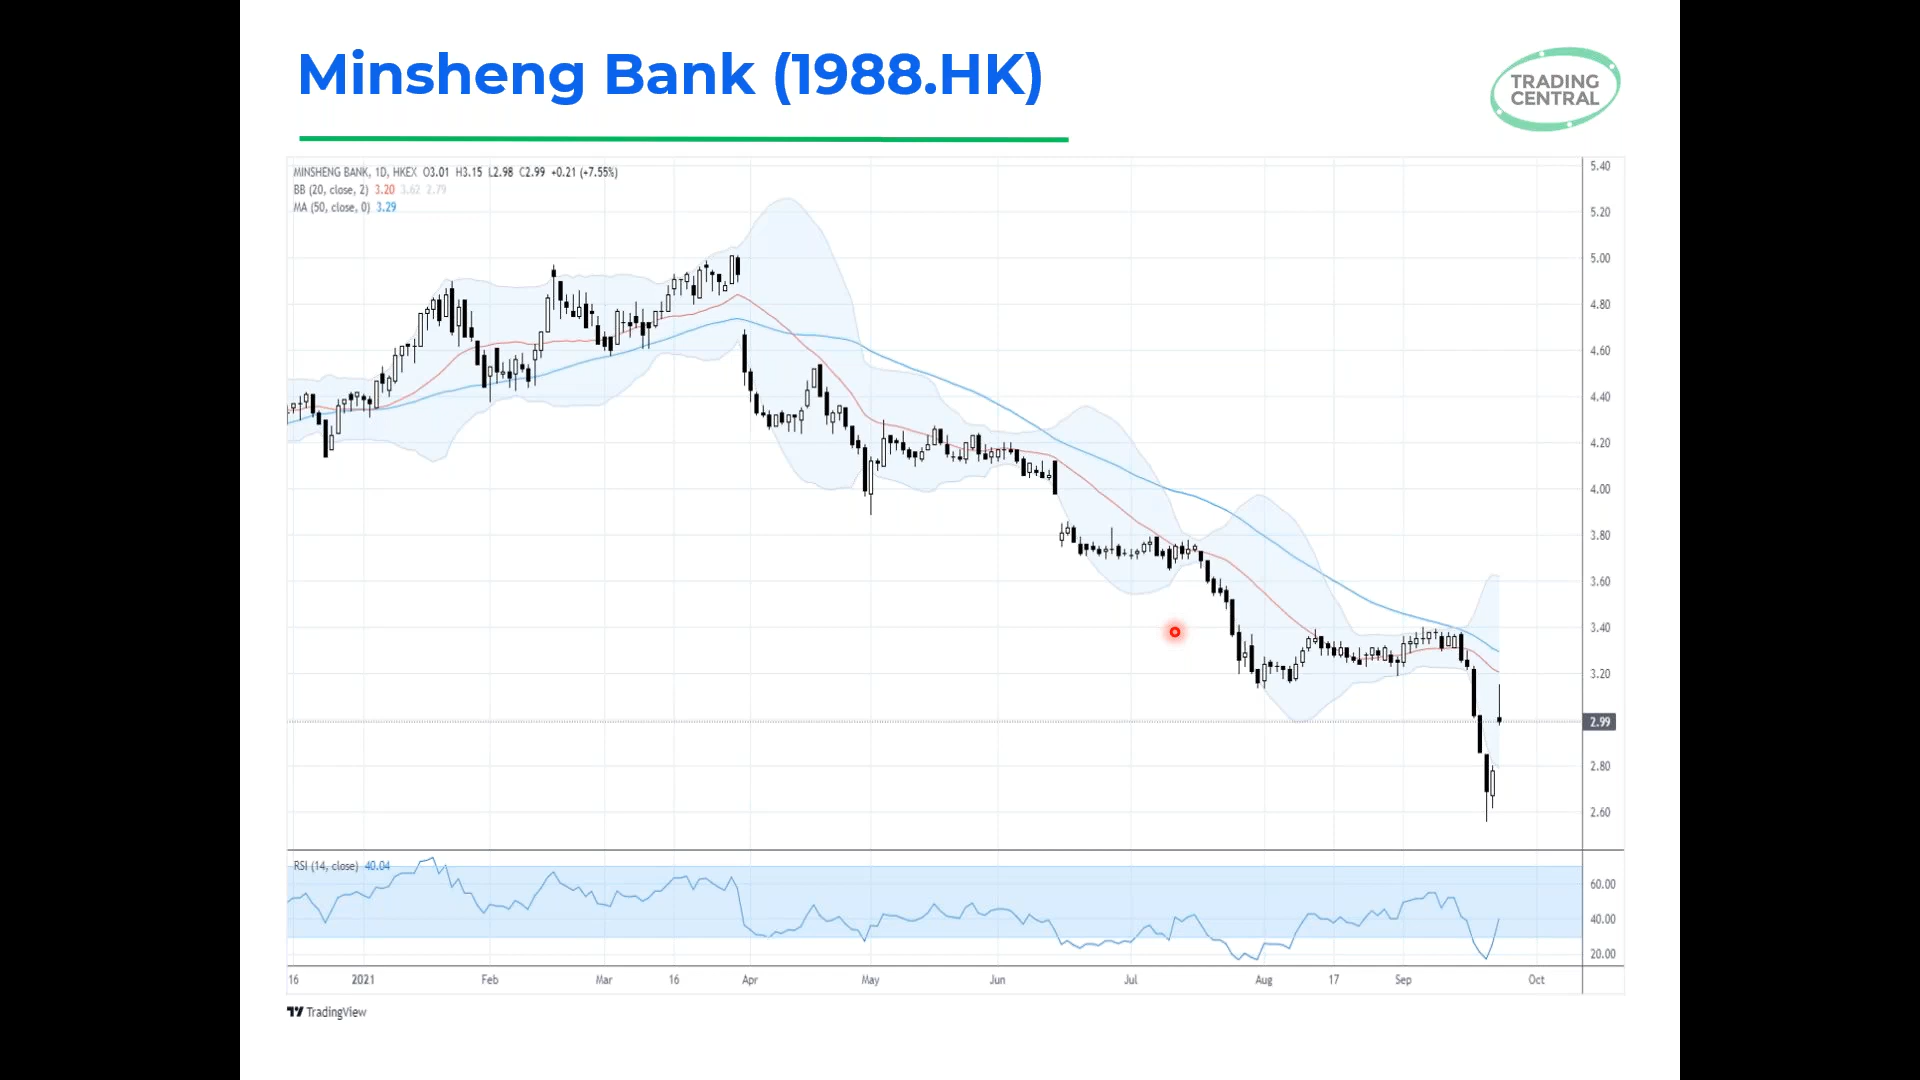 Minsheng Bank (1988.HK)
TRADING
CENTRAL
MINSHENG BANK, 1D, HKEX O3.01 H3.15 L2.98 C2.99 +0.21 (+7.55%)
BB (20, close, 2) 3.20 3.62 2.79
MA (50, close, 0) 3.29
5.40
5.20
5.00
4.80
4.60
4.40
4.20
4.00
3.80
3.60
3.40
3.20
2.99
2.80
2.60
RSI (14, close) 40.04
60.00
40.00
20.00
16 2021 Feb Mar 16 Apr May Jun Jul Aug 17 Sep Oct
TradingView